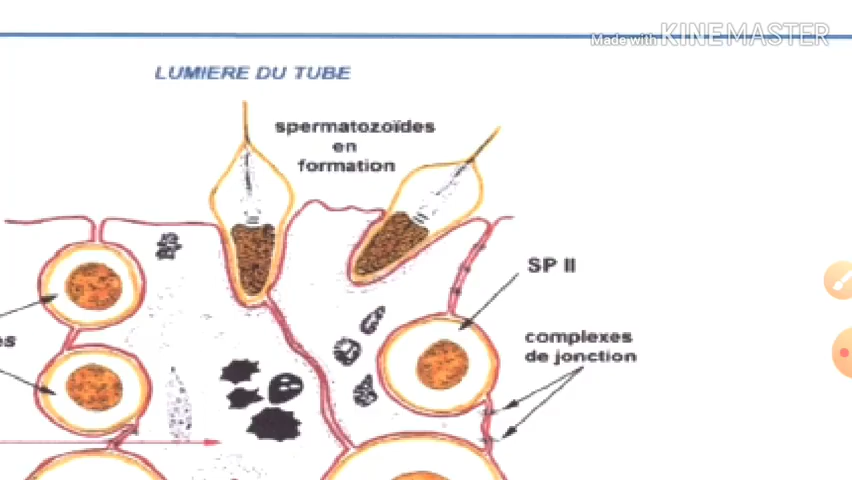 Made with KINEMASTER
LUMIERE DU TUBE
spermatozoïdes
en
formation
SP II
complexes
de jonction